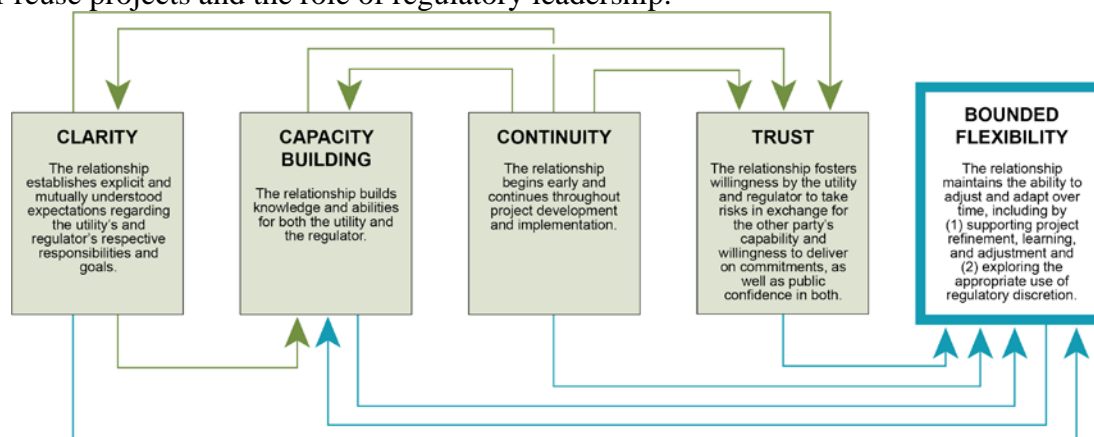 r reuse projects and the role of regulatory leadership.
CLARITY
The relationship
establishes explicit and
mutually understood
expectations regarding
the utility's and
regulator's respective
responsibilities and
goals.
CAPACITY
BUILDING
The relationship builds
knowledge and abilities
for both the utility and
the regulator.
CONTINUITY
The relationship
begins early and
continues throughout
project development
and implementation.
TRUST
The relationship fosters
willingness by the utility
and regulator to take
risks in exchange for
the other party's
capability and
willingness to deliver
on commitments, as
well as public
confidence in both.
BOUNDED
FLEXIBILITY
The relationship
maintains the ability to
adjust and adapt over
time, including by
(1) supporting project
refinement, learning,
and adjustment and
(2) exploring the
appropriate use of
regulatory discretion.